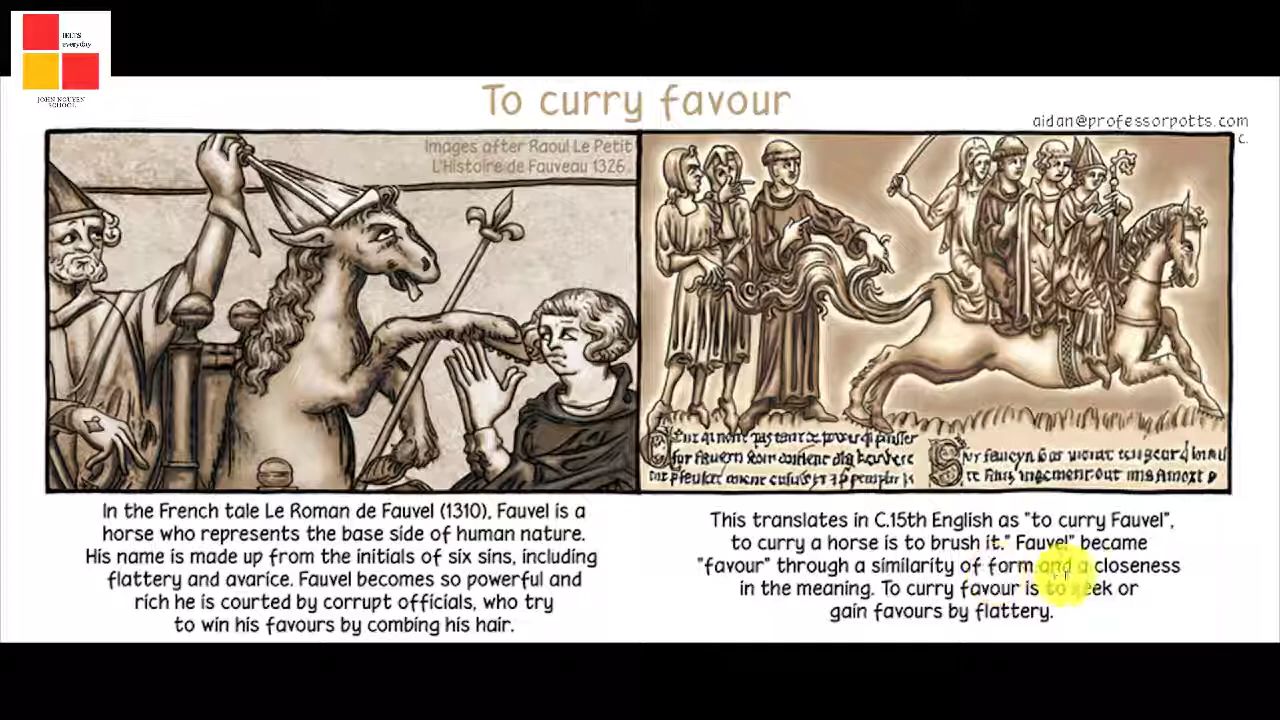 IELTS
everyday
JOHN NGUYEN
SCHOOL
To curry favour
aidan@professorpotts.com
c.
Images after Raoul Le Petit
L'Histoire de Fauveau 1326
In the French tale Le Roman de Fauvel (1310), Fauvel is a
horse who represents the base side of human nature.
His name is made up from the initials of six sins, including
flattery and avarice. Fauvel becomes so powerful and
rich he is courted by corrupt officials, who try
to win his favours by combing his hair.
This translates in C.15th English as "to curry Fauvel",
to curry a horse is to brush it." Fauvel" became
"favour" through a similarity of form and a closeness
in the meaning. To curry favour is to seek or
gain favours by flattery.